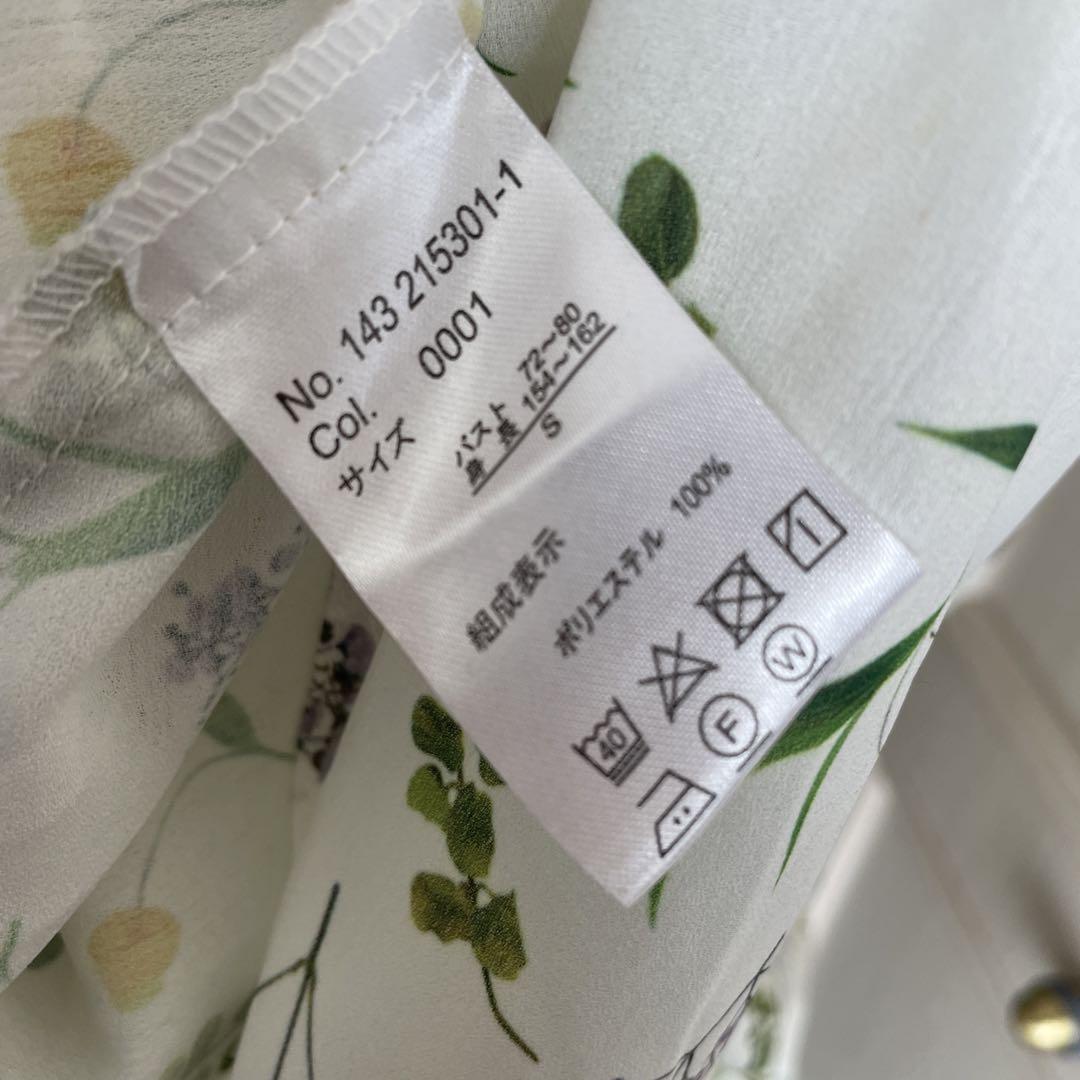 No. 143 215301-1
Col. 0001
サイズ
バスト 72～80
身長 154～162
S
組成表示
ポリエステル 100%
40
F
W